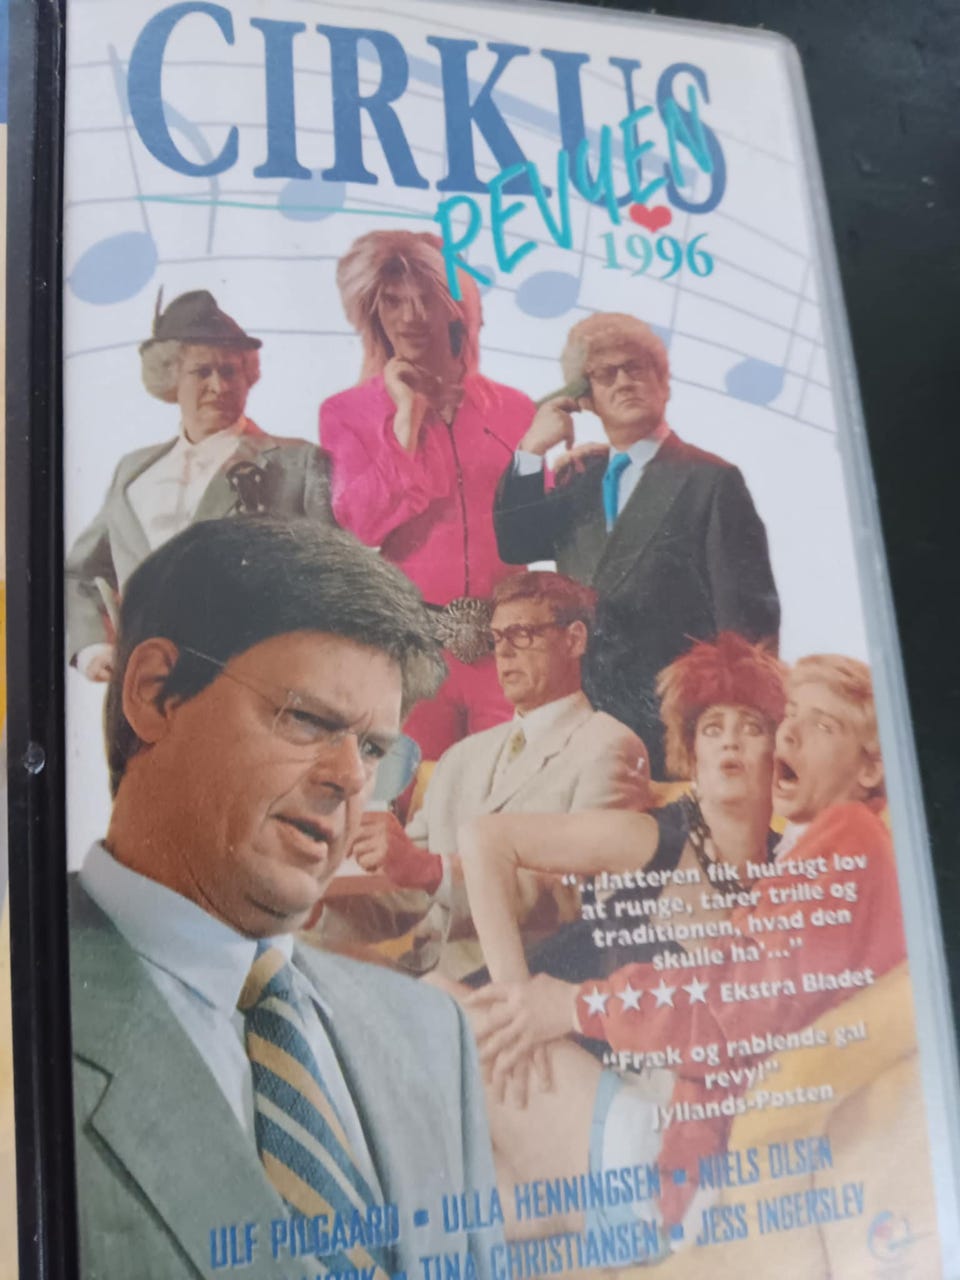 CIRKUS
REVYEN
1996
"...latteren fik hurtigt lov
at runge, tårer trille og
traditionen, hvad den
skulle ha'..."
★★★★ Ekstra Bladet
"Fræk og rablende gal
revy!"
Jyllands-Posten
ULF PILGAARD • ULLA HENNINGSEN • NIELS OLSEN
• TINA CHRISTIANSEN • JESS INGERSLEV